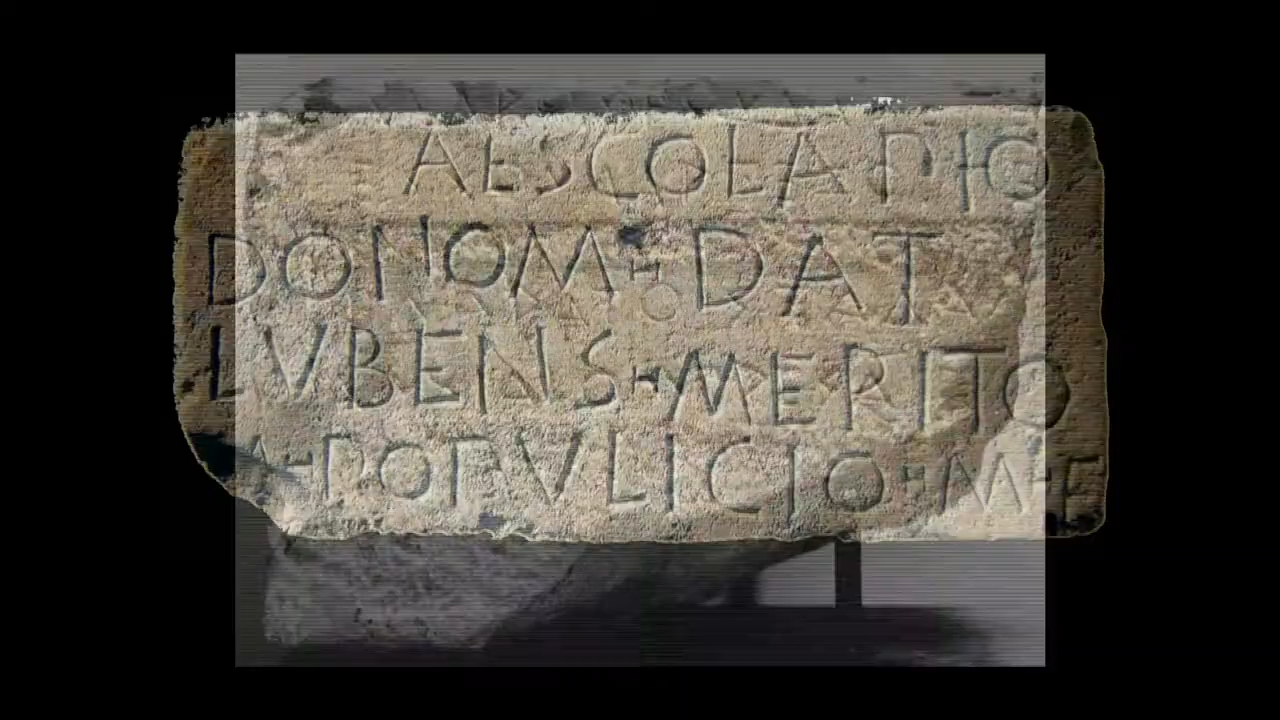 AESCOLAPIO
DONOM · DAT
LVBENS · MERITO
· POPVLICIO · M · F